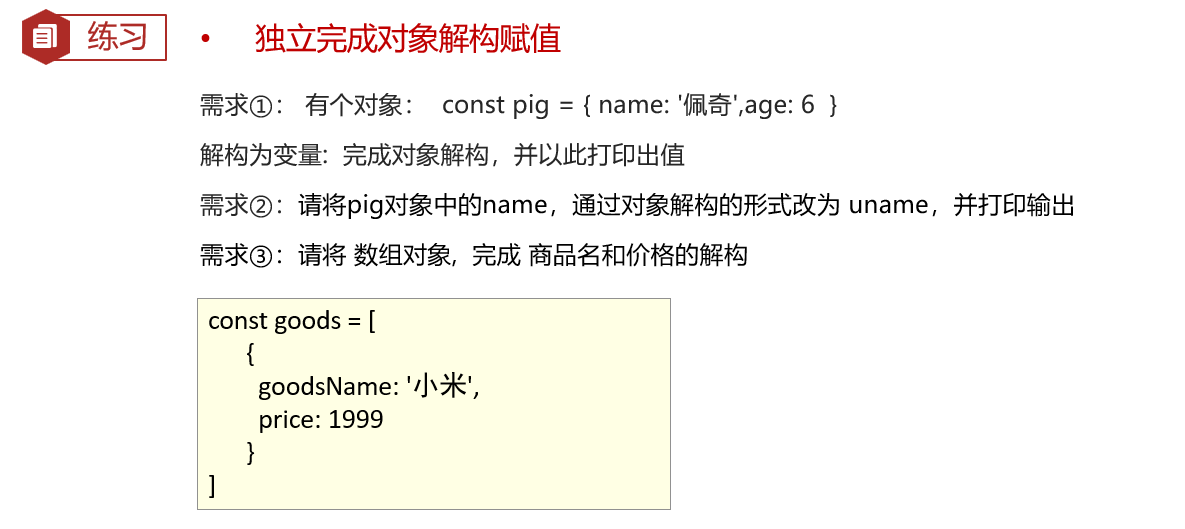 练习
• 独立完成对象解构赋值
需求①： 有个对象： const pig = { name: '佩奇',age: 6 }
解构为变量: 完成对象解构，并以此打印出值
需求②：请将pig对象中的name，通过对象解构的形式改为 uname，并打印输出
需求③：请将 数组对象, 完成 商品名和价格的解构
const goods = [
{
goodsName: '小米',
price: 1999
}
]